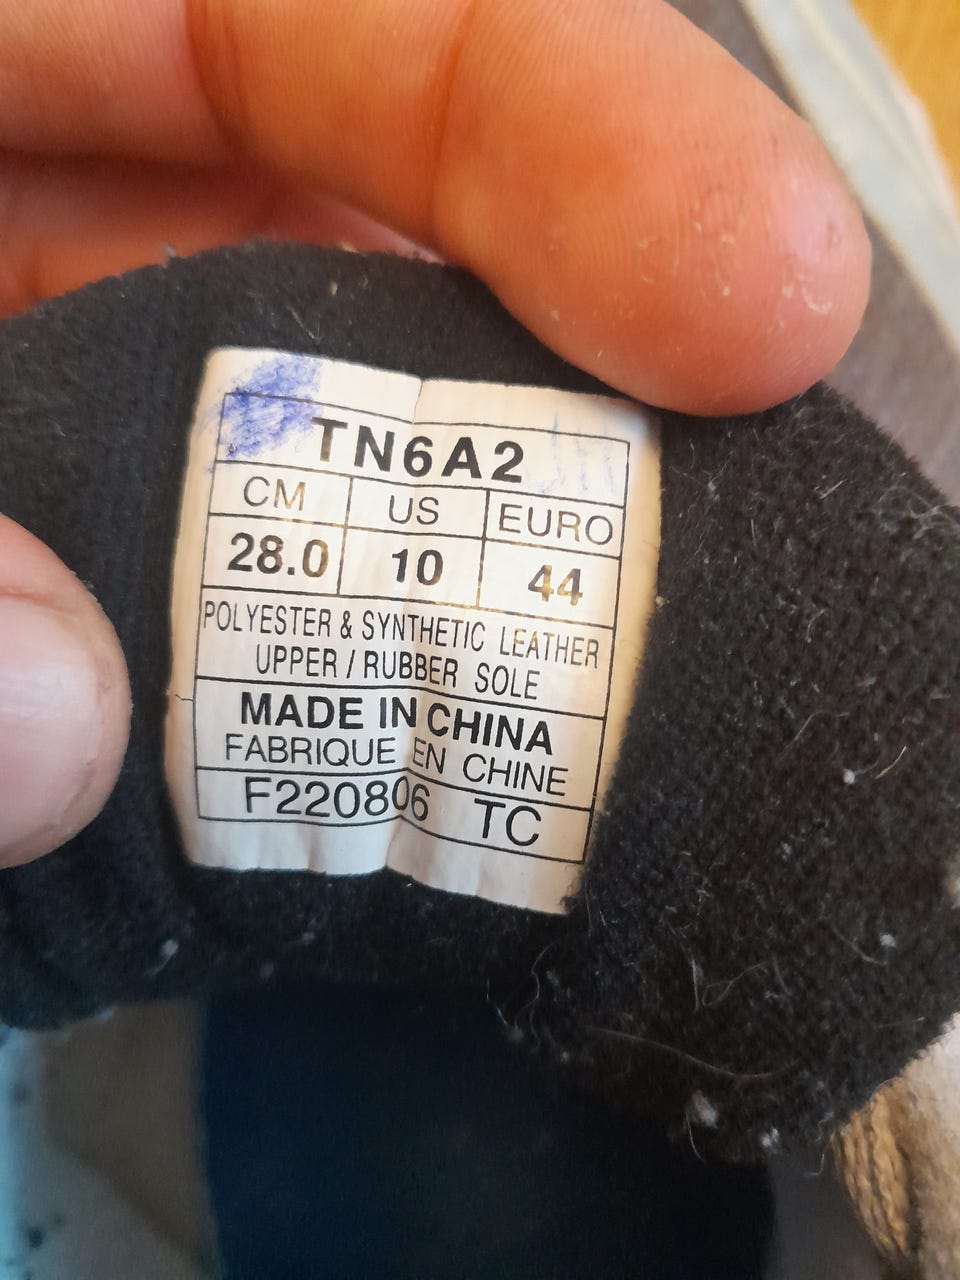 TN6A2
CM US EURO
28.0 10 44
POLYESTER & SYNTHETIC LEATHER
UPPER / RUBBER SOLE
MADE IN CHINA
FABRIQUE EN CHINE
F220806 TC